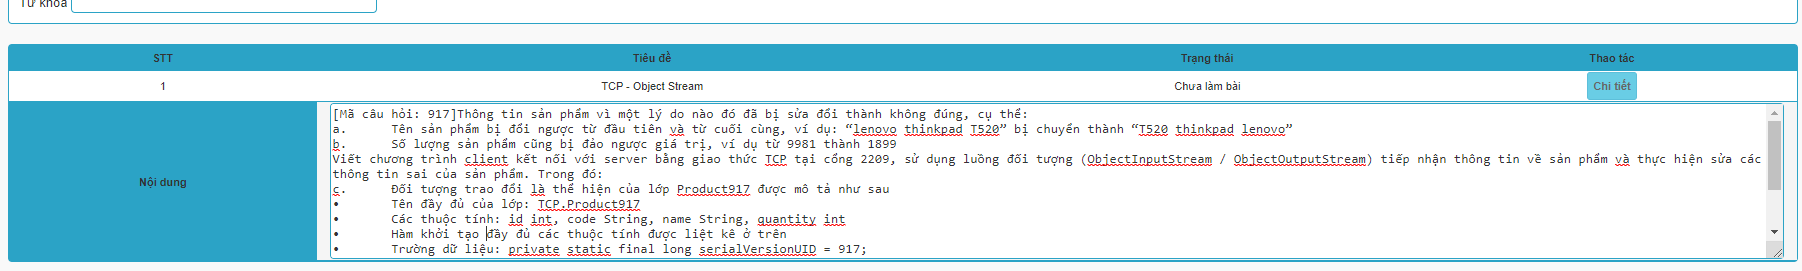 Từ khóa
STT Tiêu đề Trạng thái Thao tác
1 TCP - Object Stream Chưa làm bài Chi tiết
Nội dung
[Mã câu hỏi: 917]Thông tin sản phẩm vì một lý do nào đó đã bị sửa đổi thành không đúng, cụ thể:
a. Tên sản phẩm bị đổi ngược từ đầu tiên và từ cuối cùng, ví dụ: “lenovo thinkpad T520” bị chuyển thành “T520 thinkpad lenovo”
b. Số lượng sản phẩm cũng bị đảo ngược giá trị, ví dụ từ 9981 thành 1899
Viết chương trình client kết nối với server bằng giao thức TCP tại cổng 2209, sử dụng luồng đối tượng (ObjectInputStream / ObjectOutputStream) tiếp nhận thông tin về sản phẩm và thực hiện sửa các
thông tin sai của sản phẩm. Trong đó:
c. Đối tượng trao đổi là thể hiện của lớp Product917 được mô tả như sau
• Tên đầy đủ của lớp: TCP.Product917
• Các thuộc tính: id int, code String, name String, quantity int
• Hàm khởi tạo đầy đủ các thuộc tính được liệt kê ở trên
• Trường dữ liệu: private static final long serialVersionUID = 917;